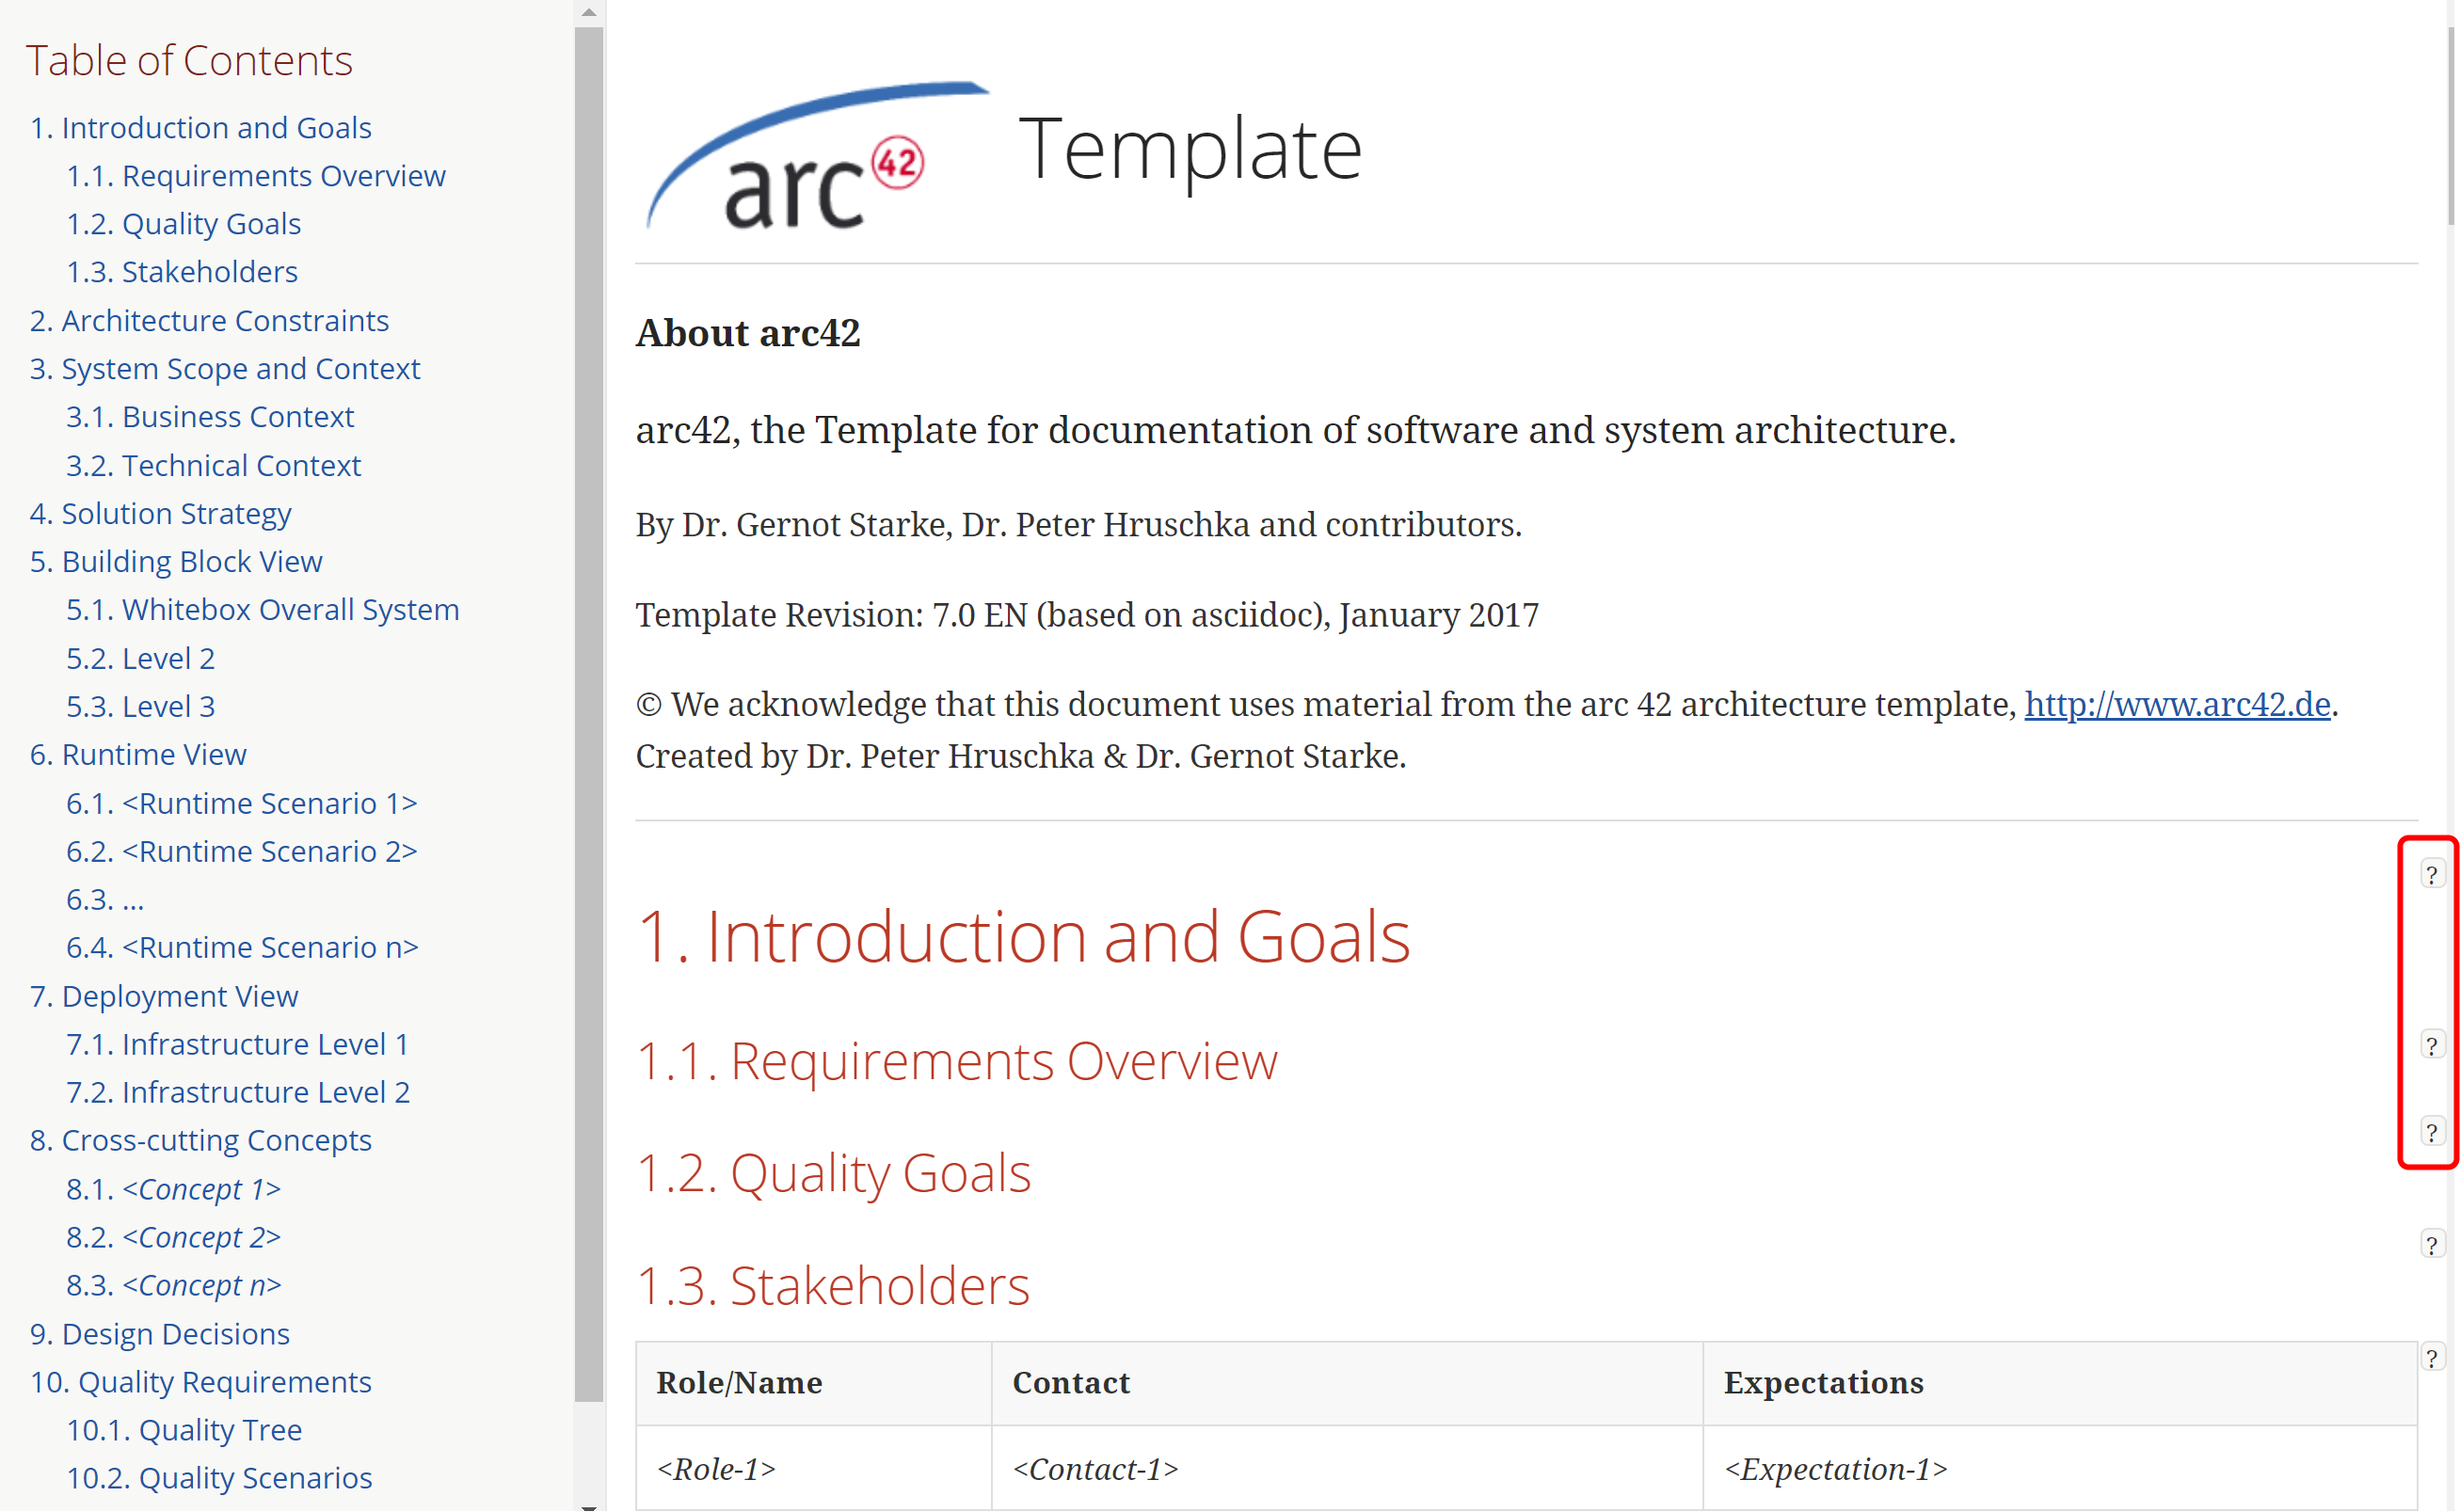 Table of Contents
1. Introduction and Goals
1.1. Requirements Overview
1.2. Quality Goals
1.3. Stakeholders
2. Architecture Constraints
3. System Scope and Context
3.1. Business Context
3.2. Technical Context
4. Solution Strategy
5. Building Block View
5.1. Whitebox Overall System
5.2. Level 2
5.3. Level 3
6. Runtime View
6.1. <Runtime Scenario 1>
6.2. <Runtime Scenario 2>
6.3. ...
6.4. <Runtime Scenario n>
7. Deployment View
7.1. Infrastructure Level 1
7.2. Infrastructure Level 2
8. Cross-cutting Concepts
8.1. <Concept 1>
8.2. <Concept 2>
8.3. <Concept n>
9. Design Decisions
10. Quality Requirements
10.1. Quality Tree
10.2. Quality Scenarios
arc 42 Template
About arc42
arc42, the Template for documentation of software and system architecture.
By Dr. Gernot Starke, Dr. Peter Hruschka and contributors.
Template Revision: 7.0 EN (based on asciidoc), January 2017
© We acknowledge that this document uses material from the arc 42 architecture template, http://www.arc42.de.
Created by Dr. Peter Hruschka & Dr. Gernot Starke.
?
1. Introduction and Goals
?
1.1. Requirements Overview
?
1.2. Quality Goals
?
1.3. Stakeholders
?
Role/Name Contact Expectations
<Role-1> <Contact-1> <Expectation-1>